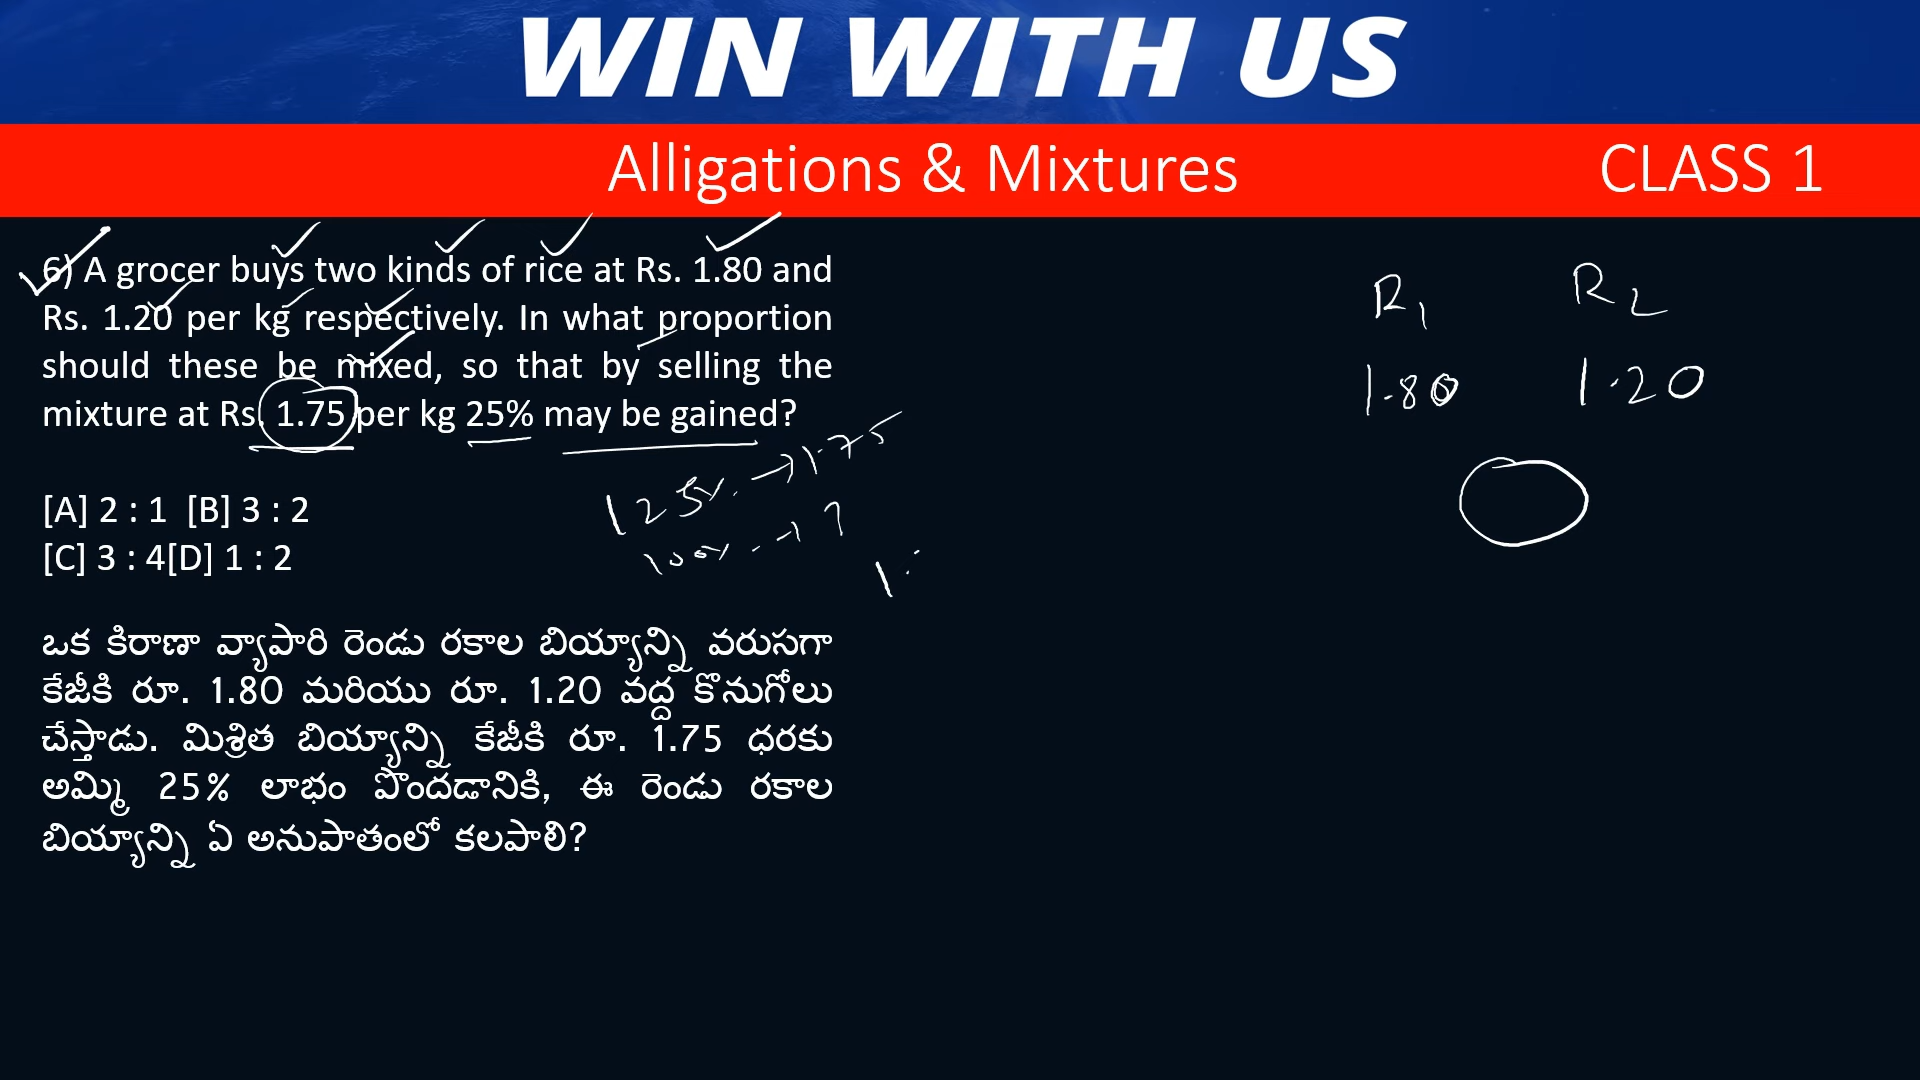 WIN WITH US
Alligations & Mixtures CLASS 1
6) A grocer buys two kinds of rice at Rs. 1.80 and
Rs. 1.20 per kg respectively. In what proportion
should these be mixed, so that by selling the
mixture at Rs. 1.75 per kg 25% may be gained?
[A] 2 : 1 [B] 3 : 2
[C] 3 : 4[D] 1 : 2
ఒక కిరాణా వ్యాపారి రెండు రకాల బియ్యాన్ని వరుసగా
కేజీకి రూ. 1.80 మరియు రూ. 1.20 వద్ద కొనుగోలు
చేస్తాడు. మిశ్రిత బియ్యాన్ని కేజీకి రూ. 1.75 ధరకు
అమ్మి 25% లాభం పొందడానికి, ఈ రెండు రకాల
బియ్యాన్ని ఏ అనుపాతంలో కలపాలి?
125% → 1.75
100% → ?
1.
R1 R2
1.80 1.20